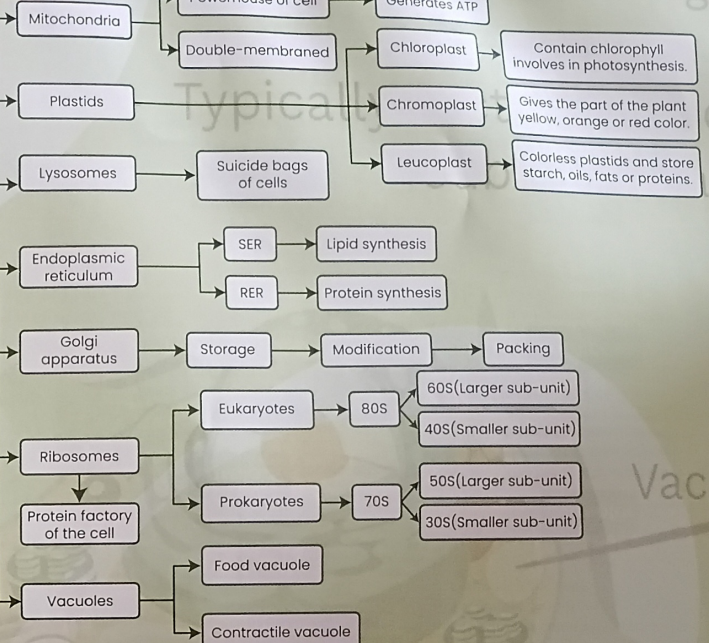 Powerhouse of Cell
Generates ATP
Mitochondria
Double-membraned
Chloroplast
Contain chlorophyll
involves in photosynthesis.
Plastids
Typically
Chromoplast
Gives the part of the plant
yellow, orange or red color.
Lysosomes
Suicide bags
of cells
Leucoplast
Colorless plastids and store
starch, oils, fats or proteins.
Endoplasmic
reticulum
SER
Lipid synthesis
RER
Protein synthesis
Golgi
apparatus
Storage
Modification
Packing
Ribosomes
Eukaryotes
80S
60S(Larger sub-unit)
40S(Smaller sub-unit)
Prokaryotes
70S
50S(Larger sub-unit)
30S(Smaller sub-unit)
Protein factory
of the cell
Vac
Vacuoles
Food vacuole
Contractile vacuole